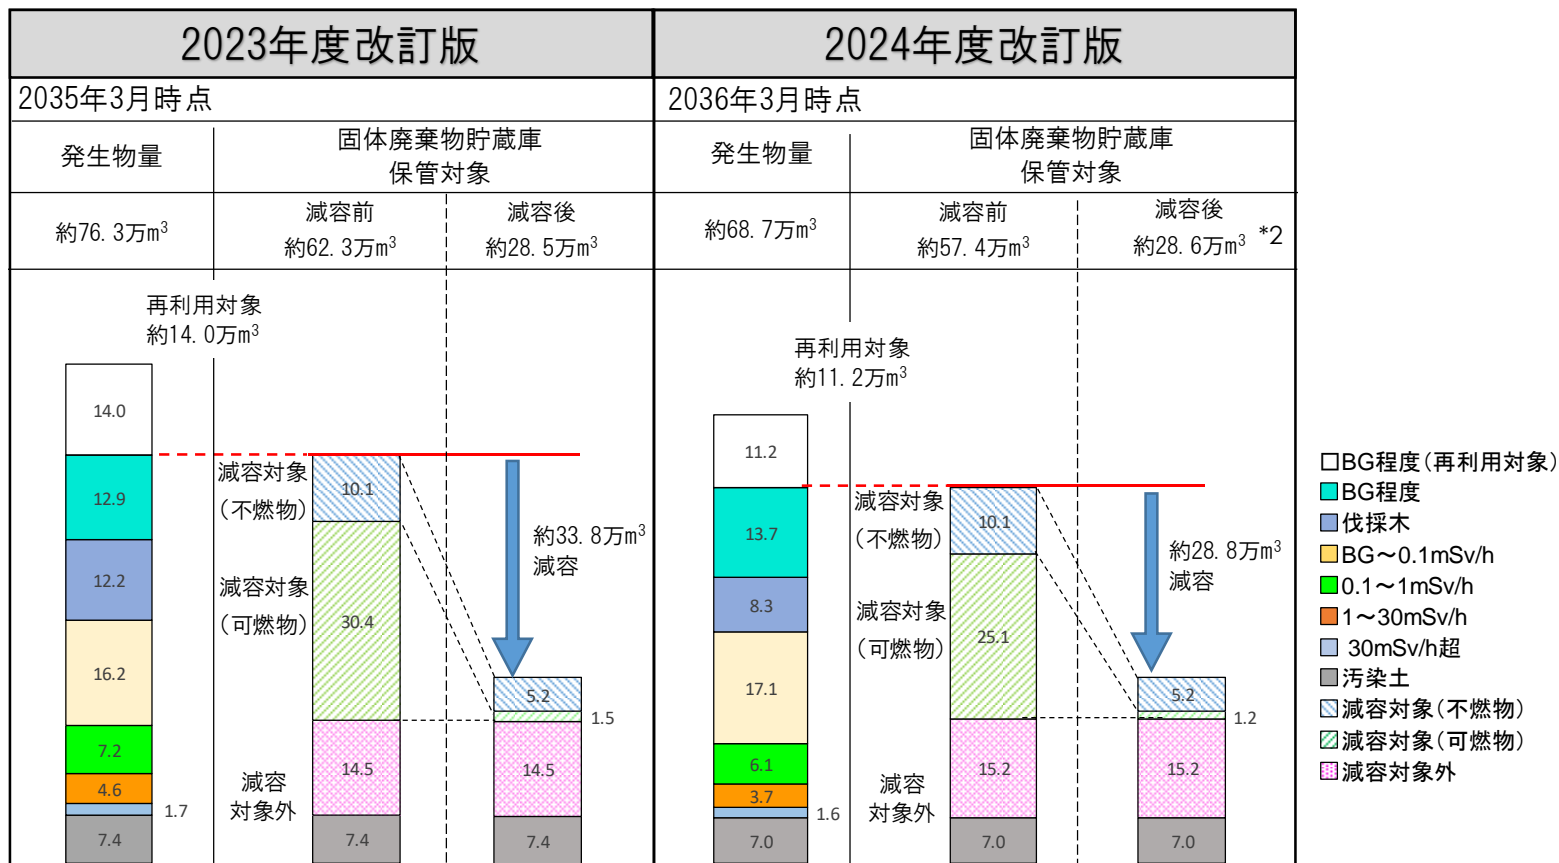 2023年度改訂版
2035年3月時点
発生物量
固体廃棄物貯蔵庫
保管対象
約76.3万m³
減容前
約62.3万m³
減容後
約28.5万m³
再利用対象
約14.0万m³
14.0
12.9
12.2
16.2
7.2
4.6
1.7
7.4
減容対象
(不燃物)
減容対象
(可燃物)
減容
対象外
10.1
30.4
14.5
7.4
約33.8万m³
減容
5.2
1.5
14.5
7.4
2024年度改訂版
2036年3月時点
発生物量
固体廃棄物貯蔵庫
保管対象
約68.7万m³
減容前
約57.4万m³
減容後
約28.6万m³ *2
再利用対象
約11.2万m³
11.2
13.7
8.3
17.1
6.1
3.7
1.6
7.0
減容対象
(不燃物)
減容対象
(可燃物)
減容
対象外
10.1
25.1
15.2
7.0
約28.8万m³
減容
5.2
1.2
15.2
7.0
BG程度(再利用対象)
BG程度
伐採木
BG～0.1mSv/h
0.1～1mSv/h
1～30mSv/h
30mSv/h超
汚染土
減容対象(不燃物)
減容対象(可燃物)
減容対象外